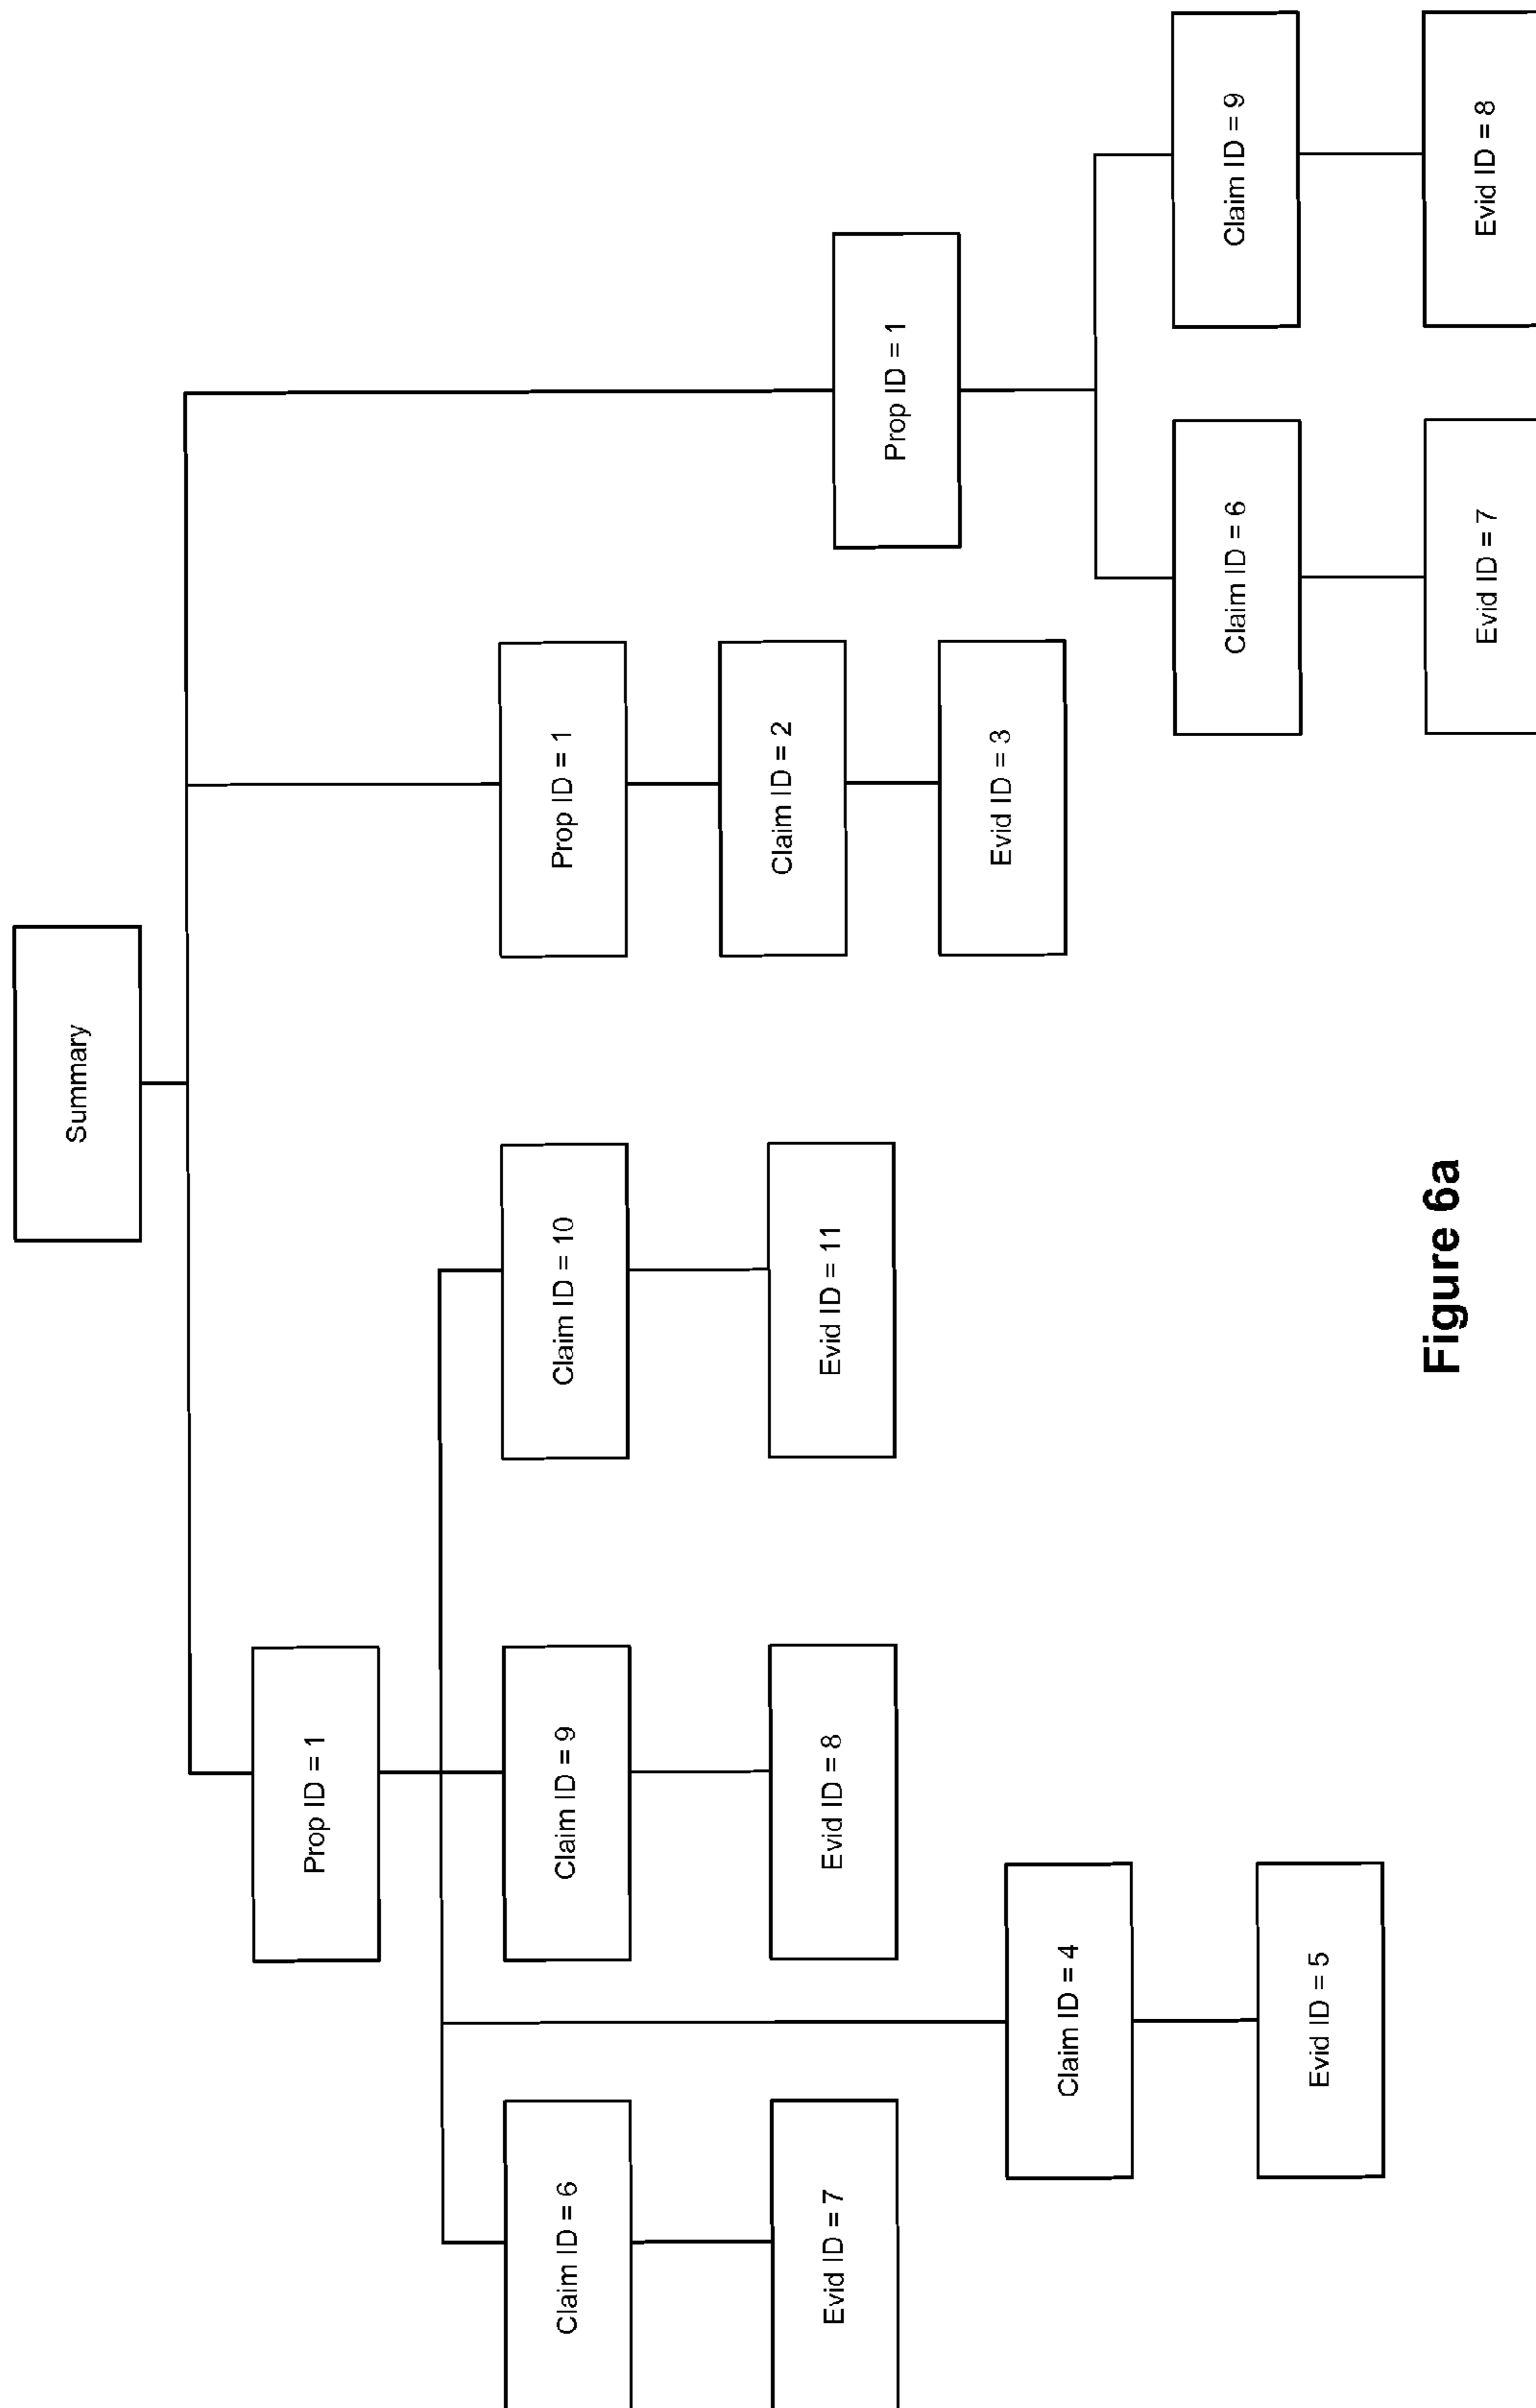 Summary
Prop ID = 1
Claim ID = 6
Evid ID = 7
Claim ID = 4
Evid ID = 5
Claim ID = 9
Evid ID = 8
Claim ID = 10
Evid ID = 11
Prop ID = 1
Claim ID = 2
Evid ID = 3
Prop ID = 1
Claim ID = 6
Evid ID = 7
Claim ID = 9
Evid ID = 8
Figure 6a